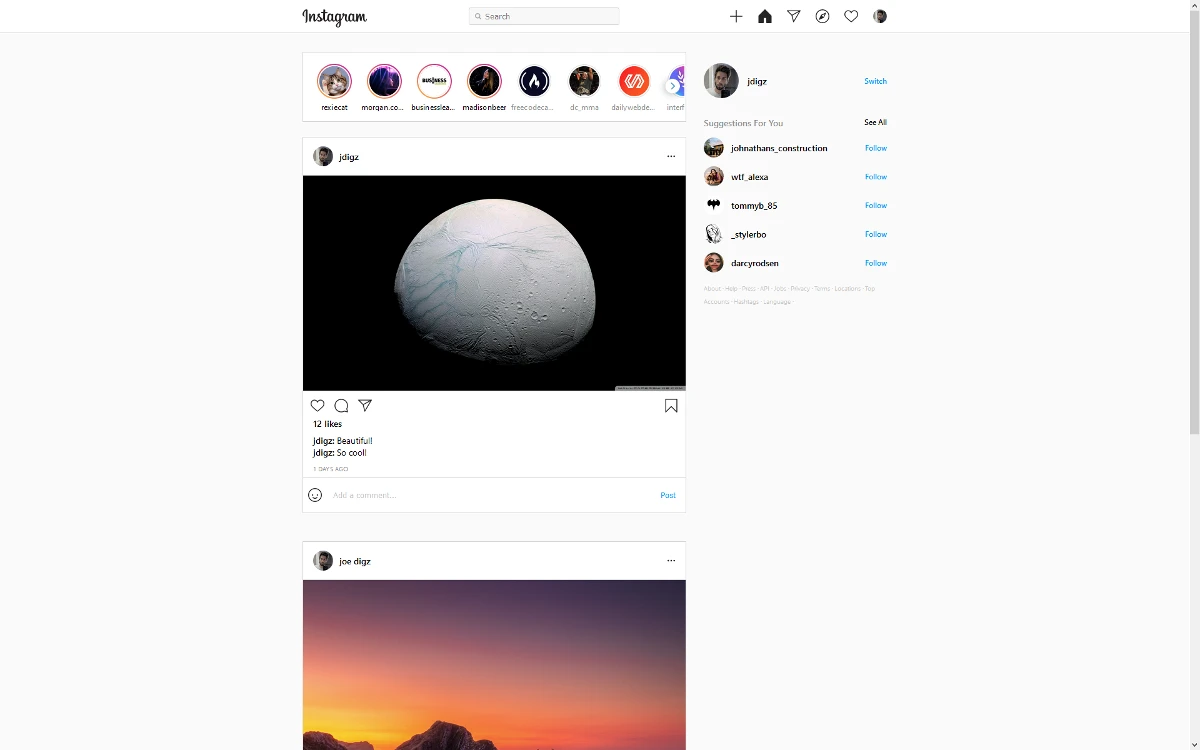 Instagram
Search
rexiecat
morgan.co...
businesslea...
madisonbeer
freecodeca...
dc_mma
dailywebde...
interf
BUSINESS
jdigz
Switch
Suggestions For You
See All
johnathans_construction
Follow
wtf_alexa
Follow
tommyb_85
Follow
_stylerbo
Follow
darcyrodsen
Follow
About · Help · Press · API · Jobs · Privacy · Terms · Locations · Top
Accounts · Hashtags · Language ·
jdigz
12 likes
jdigz: Beautiful!
jdigz: So cool!
1 DAYS AGO
Add a comment...
Post
joe digz